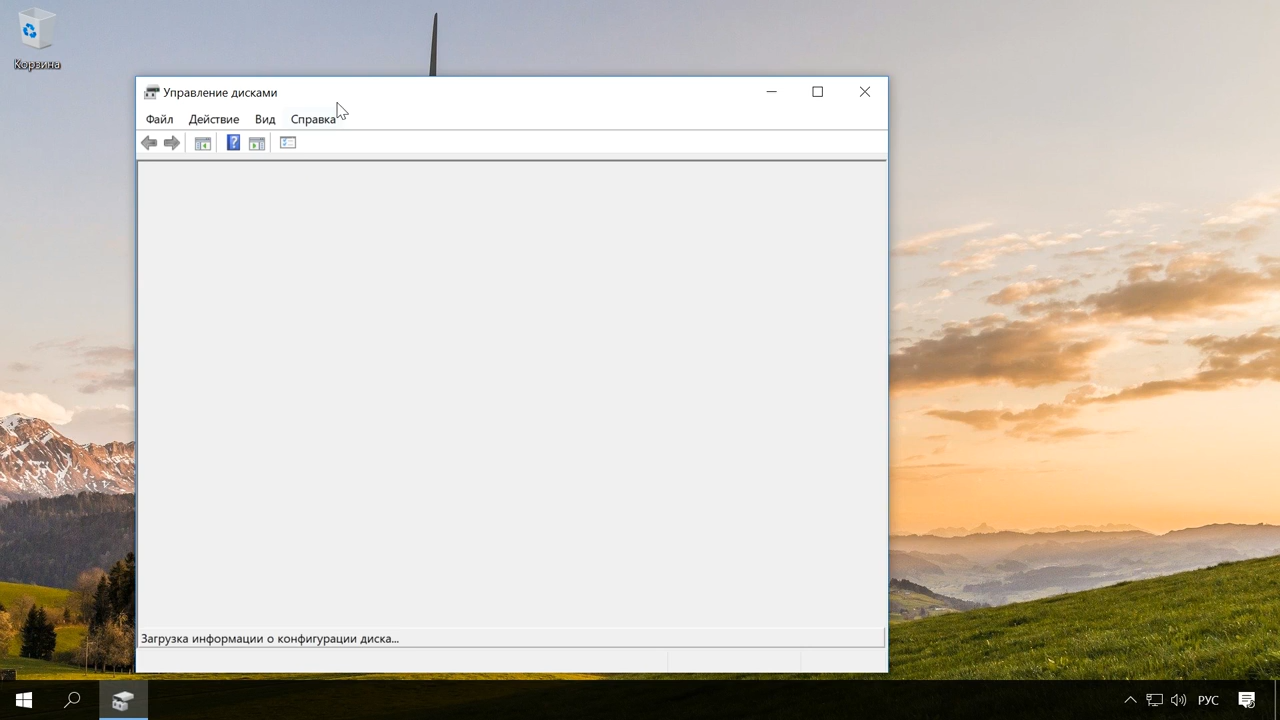 Корзина
Управление дисками
Файл Действие Вид Справка
Загрузка информации о конфигурации диска...
РУС